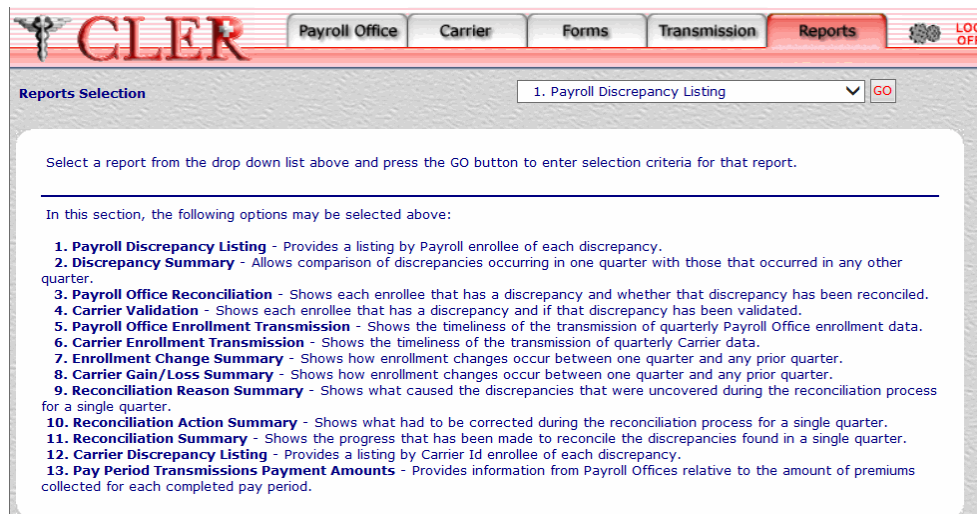 CLER
Payroll Office Carrier Forms Transmission Reports
Reports Selection 1. Payroll Discrepancy Listing GO
Select a report from the drop down list above and press the GO button to enter selection criteria for that report.
In this section, the following options may be selected above:
1. Payroll Discrepancy Listing - Provides a listing by Payroll enrollee of each discrepancy.
2. Discrepancy Summary - Allows comparison of discrepancies occurring in one quarter with those that occurred in any other
quarter.
3. Payroll Office Reconciliation - Shows each enrollee that has a discrepancy and whether that discrepancy has been reconciled.
4. Carrier Validation - Shows each enrollee that has a discrepancy and if that discrepancy has been validated.
5. Payroll Office Enrollment Transmission - Shows the timeliness of the transmission of quarterly Payroll Office enrollment data.
6. Carrier Enrollment Transmission - Shows the timeliness of the transmission of quarterly Carrier data.
7. Enrollment Change Summary - Shows how enrollment changes occur between one quarter and any prior quarter.
8. Carrier Gain/Loss Summary - Shows how enrollment changes occur between one quarter and any prior quarter.
9. Reconciliation Reason Summary - Shows what caused the discrepancies that were uncovered during the reconciliation process
for a single quarter.
10. Reconciliation Action Summary - Shows what had to be corrected during the reconciliation process for a single quarter.
11. Reconciliation Summary - Shows the progress that has been made to reconcile the discrepancies found in a single quarter.
12. Carrier Discrepancy Listing - Provides a listing by Carrier Id enrollee of each discrepancy.
13. Pay Period Transmissions Payment Amounts - Provides information from Payroll Offices relative to the amount of premiums
collected for each completed pay period.